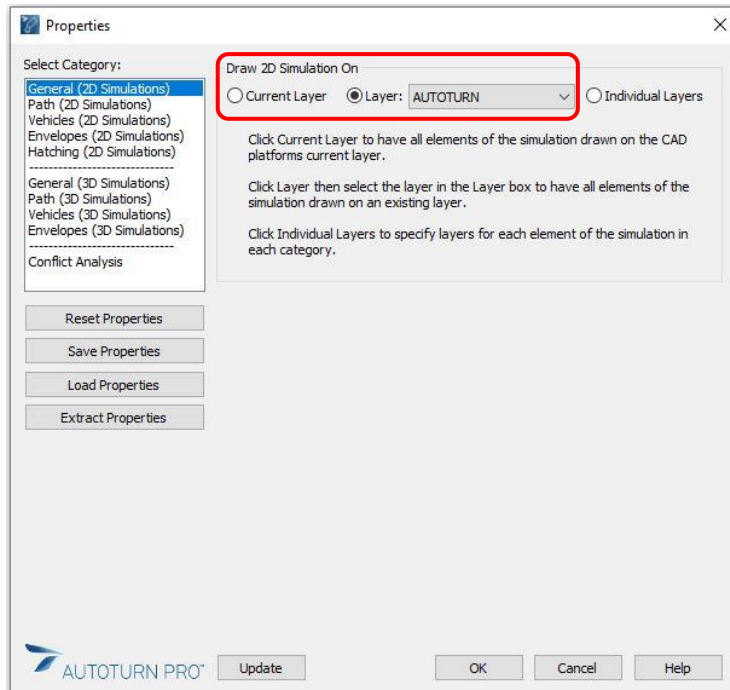 Properties
Select Category:
General (2D Simulations)
Path (2D Simulations)
Vehicles (2D Simulations)
Envelopes (2D Simulations)
Hatching (2D Simulations)
------------------------------
General (3D Simulations)
Path (3D Simulations)
Vehicles (3D Simulations)
Envelopes (3D Simulations)
------------------------------
Conflict Analysis
Reset Properties
Save Properties
Load Properties
Extract Properties
Draw 2D Simulation On
Current Layer Layer: AUTOTURN Individual Layers
Click Current Layer to have all elements of the simulation drawn on the CAD
platforms current layer.
Click Layer then select the layer in the Layer box to have all elements of the
simulation drawn on an existing layer.
Click Individual Layers to specify layers for each element of the simulation in
each category.
AUTOTURN PRO™
Update OK Cancel Help